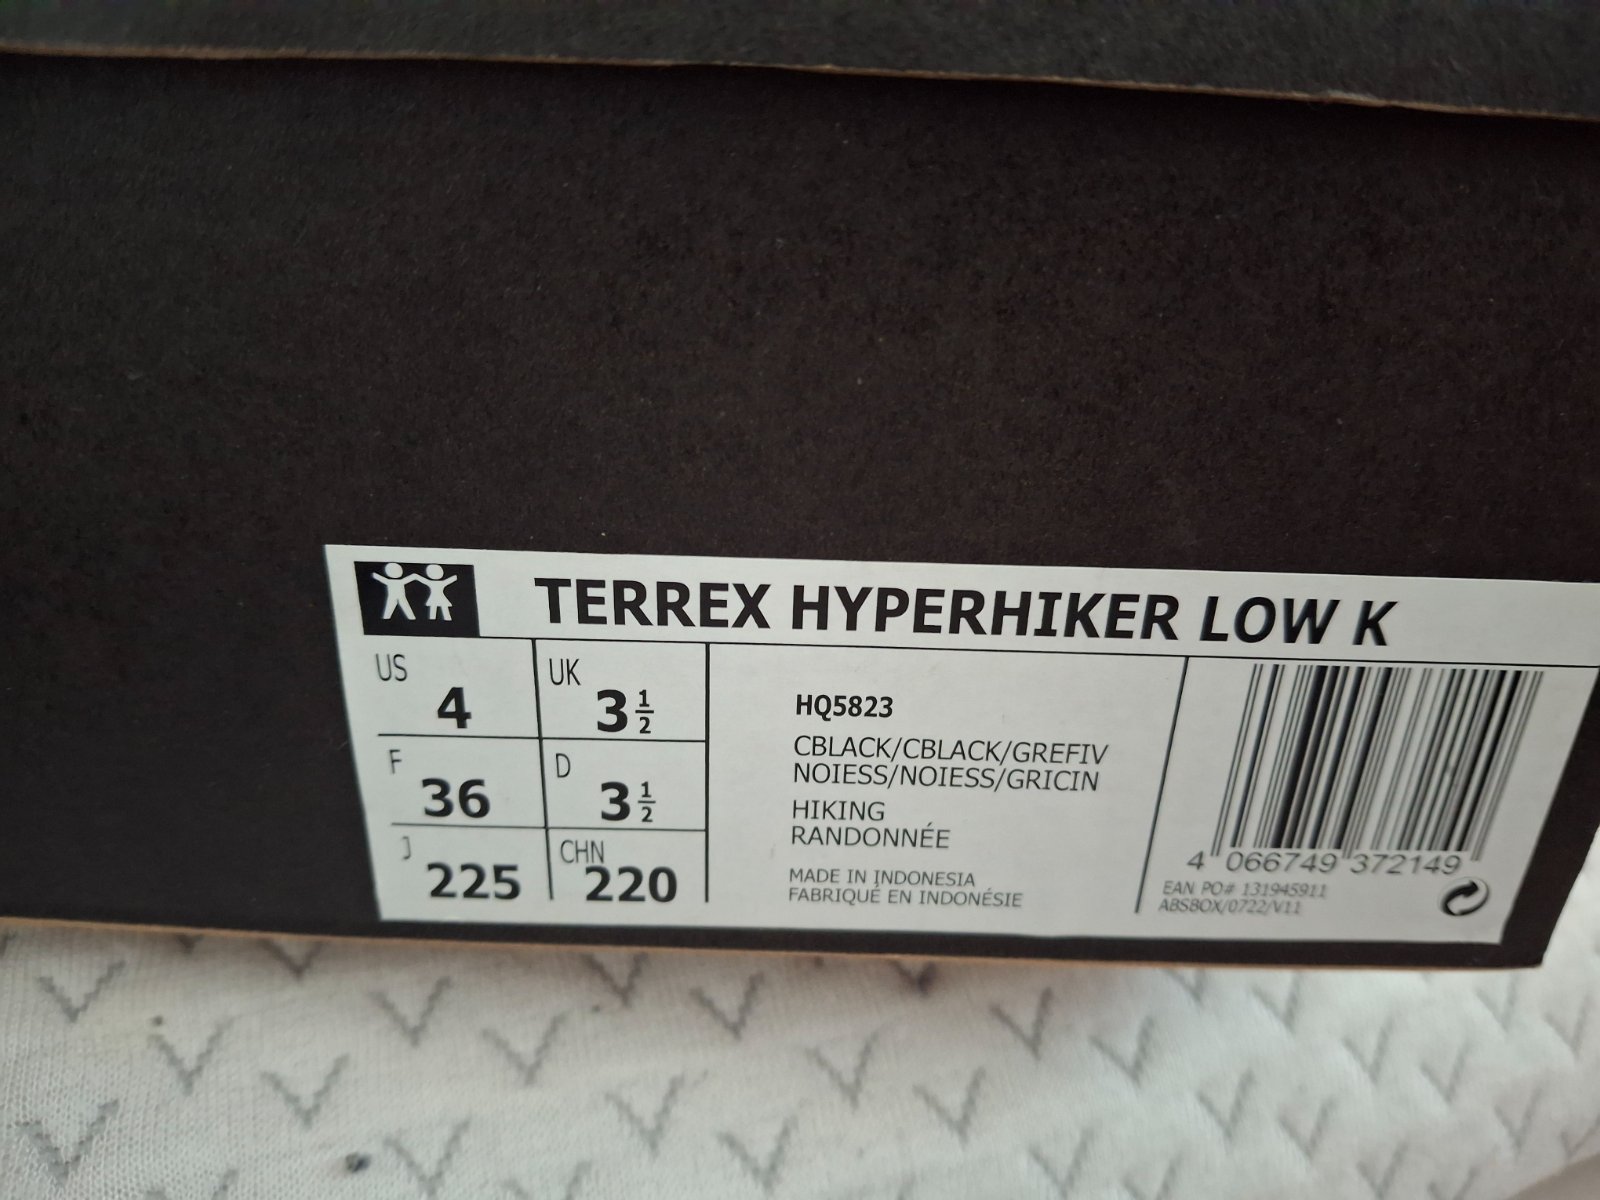 TERREX HYPERHIKER LOW K
US 4
UK 3 1/2
F 36
D 3 1/2
J 225
CHN 220
HQ5823
CBLACK/CBLACK/GREFIV
NOIESS/NOIESS/GRICIN
HIKING
RANDONNÉE
MADE IN INDONESIA
FABRIQUÉ EN INDONÉSIE
4 066749 372149
EAN PO# 131945911
ABSBOX/0722/V11